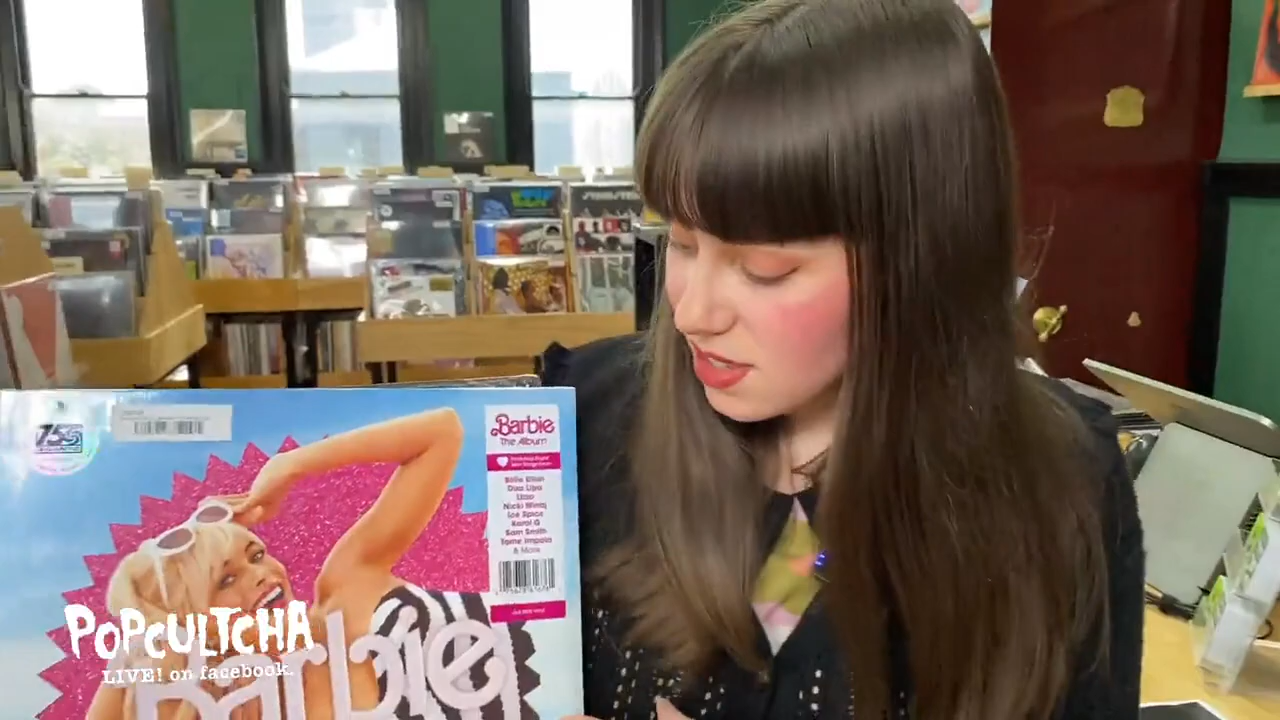 75
Barbie
The Album
Billie Eilish
Dua Lipa
Lizzo
Nicki Minaj
Ice Spice
Karol G
Sam Smith
Tame Impala
& More
POPCULTCHA
LIVE! on facebook.
Barbie